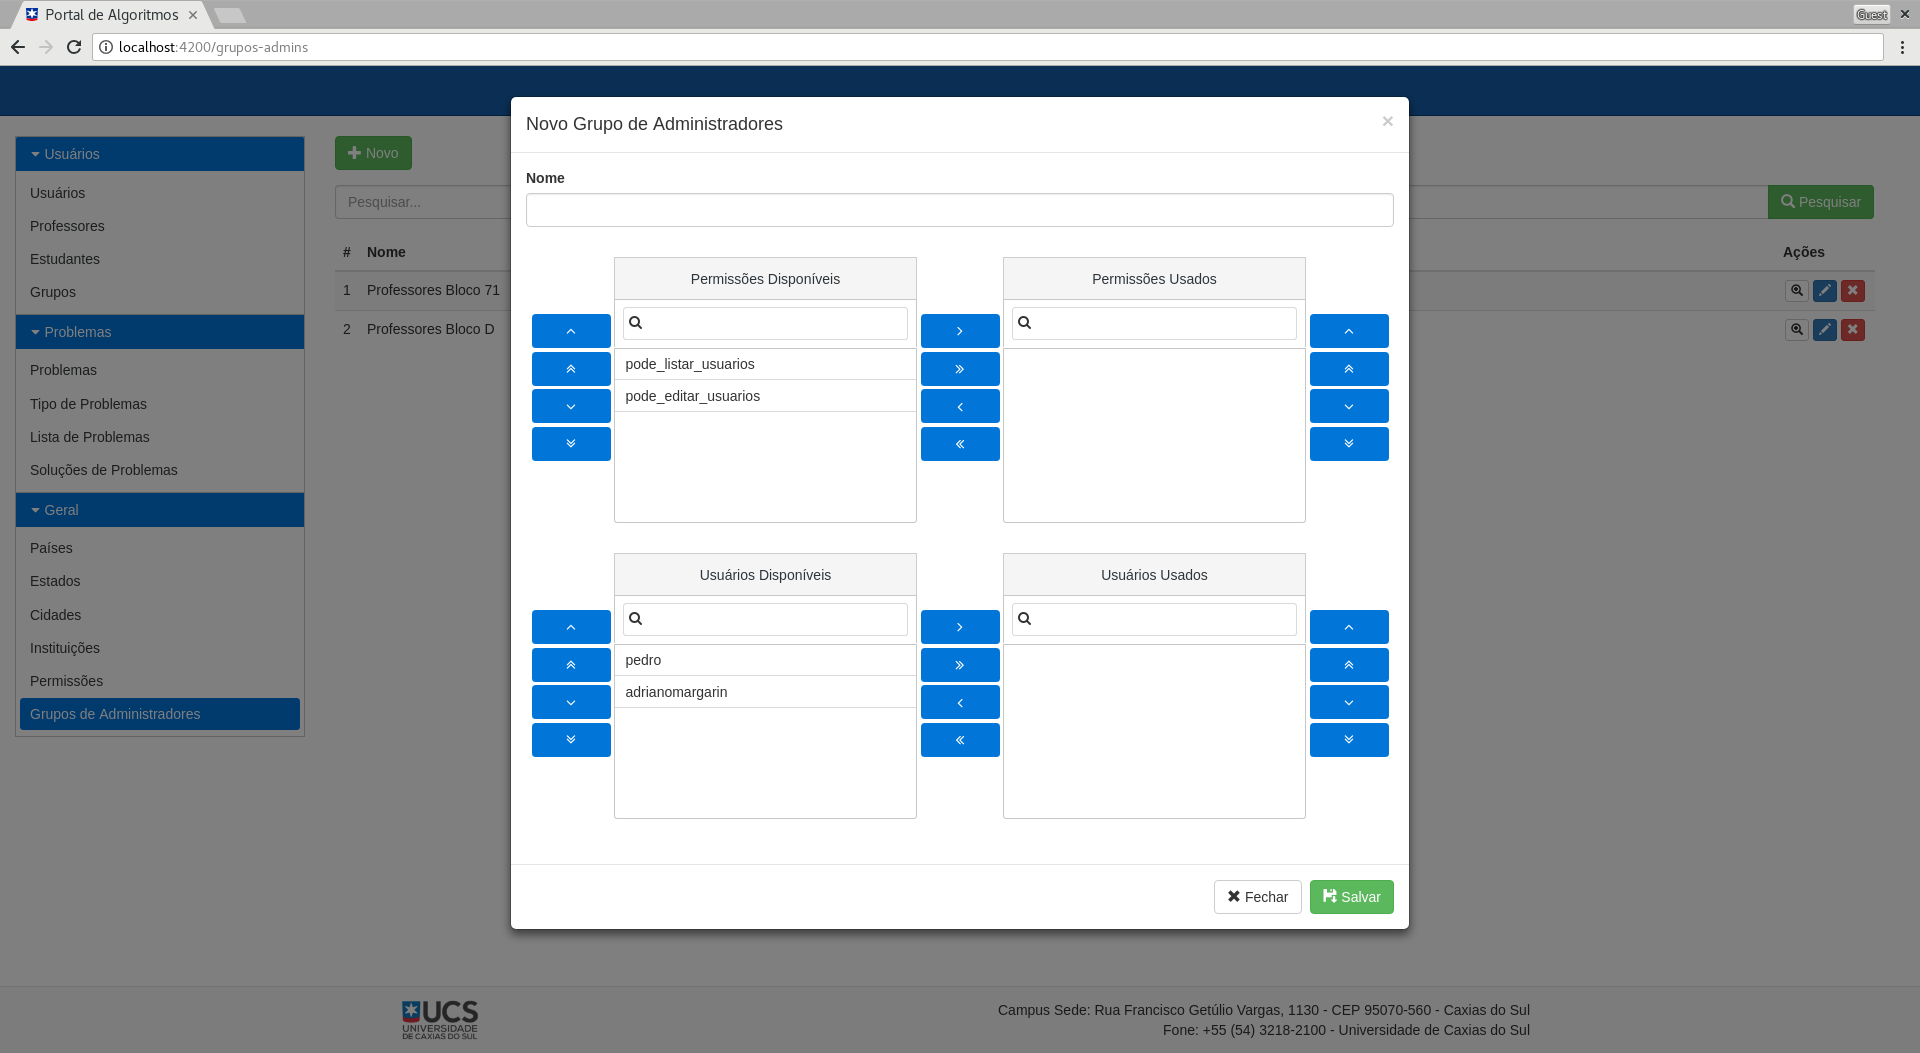 Portal de Algoritmos
Guest
localhost:4200/grupos-admins
Usuários
Usuários
Professores
Estudantes
Grupos
Problemas
Problemas
Tipo de Problemas
Lista de Problemas
Soluções de Problemas
Geral
Países
Estados
Cidades
Instituições
Permissões
Grupos de Administradores
Novo
Pesquisar...
Pesquisar
# Nome Ações
1 Professores Bloco 71
2 Professores Bloco D
Novo Grupo de Administradores
Nome
Permissões Disponíveis
pode_listar_usuarios
pode_editar_usuarios
Permissões Usados
Usuários Disponíveis
pedro
adrianomargarin
Usuários Usados
Fechar Salvar
UCS
UNIVERSIDADE
DE CAXIAS DO SUL
Campus Sede: Rua Francisco Getúlio Vargas, 1130 - CEP 95070-560 - Caxias do Sul
Fone: +55 (54) 3218-2100 - Universidade de Caxias do Sul